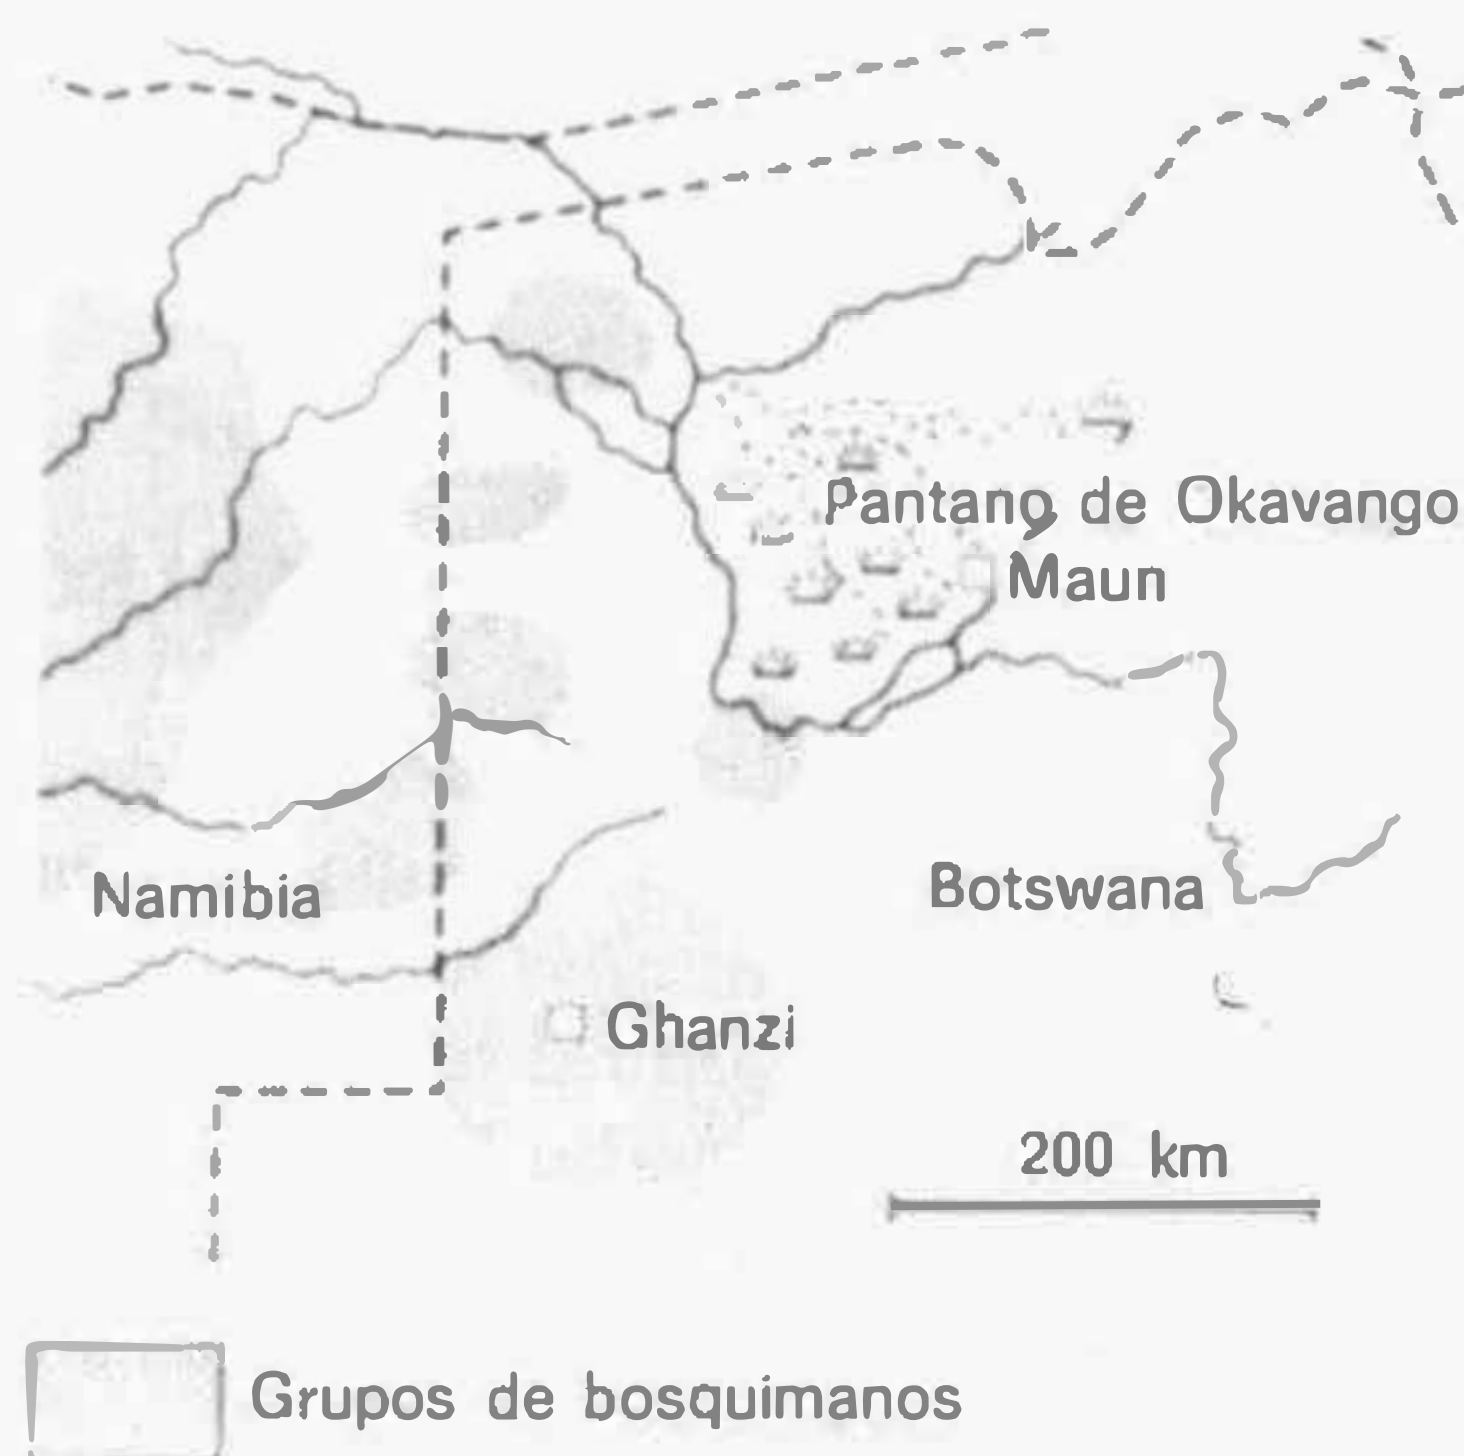 Pantano de Okavango
Maun
Namibia
Botswana
Ghanzi
200 km
Grupos de bosquimanos